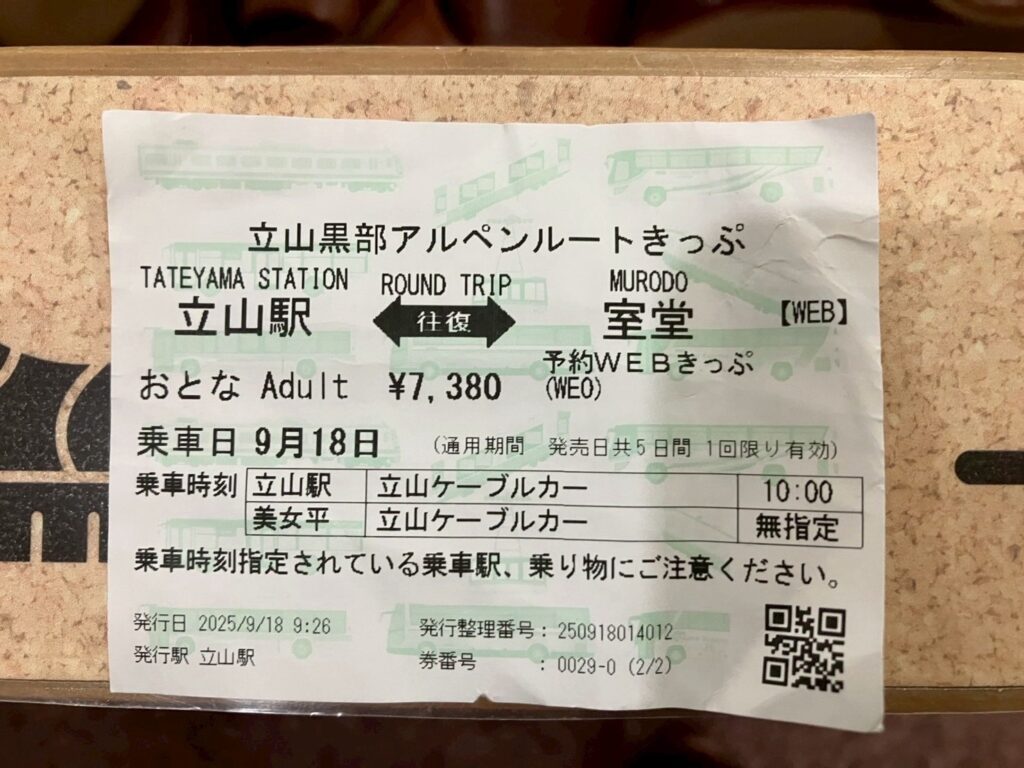 立山黒部アルペンルートきっぷ
TATEYAMA STATION ROUND TRIP MURODO
立山駅 往復 室堂 【WEB】
おとな Adult ¥7,380 予約WEBきっぷ
(WEO)
乗車日 9月18日 (通用期間 発売日共5日間 1回限り有効)
乗車時刻 立山駅 立山ケーブルカー 10:00
美女平 立山ケーブルカー 無指定
乗車時刻指定されている乗車駅、乗り物にご注意ください。
発行日 2025/9/18 9:26 発行整理番号: 250918014012
発行駅 立山駅 券番号 : 0029-0 (2/2)